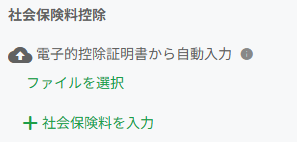 社会保険料控除
電子的控除証明書から自動入力
ファイルを選択
+ 社会保険料を入力